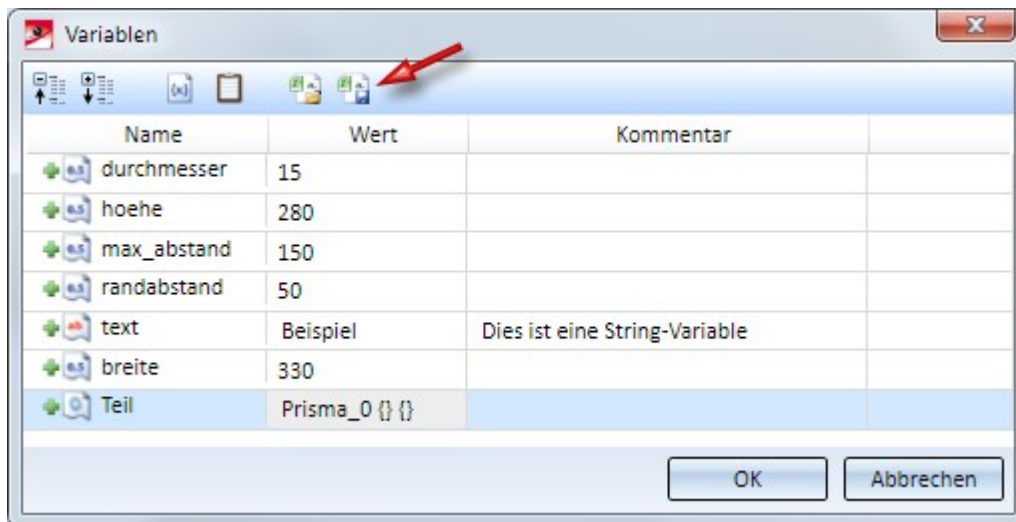 Variablen
Name Wert Kommentar
durchmesser 15
hoehe 280
max_abstand 150
randabstand 50
text Beispiel Dies ist eine String-Variable
breite 330
Teil Prisma_0 {} {}
OK Abbrechen